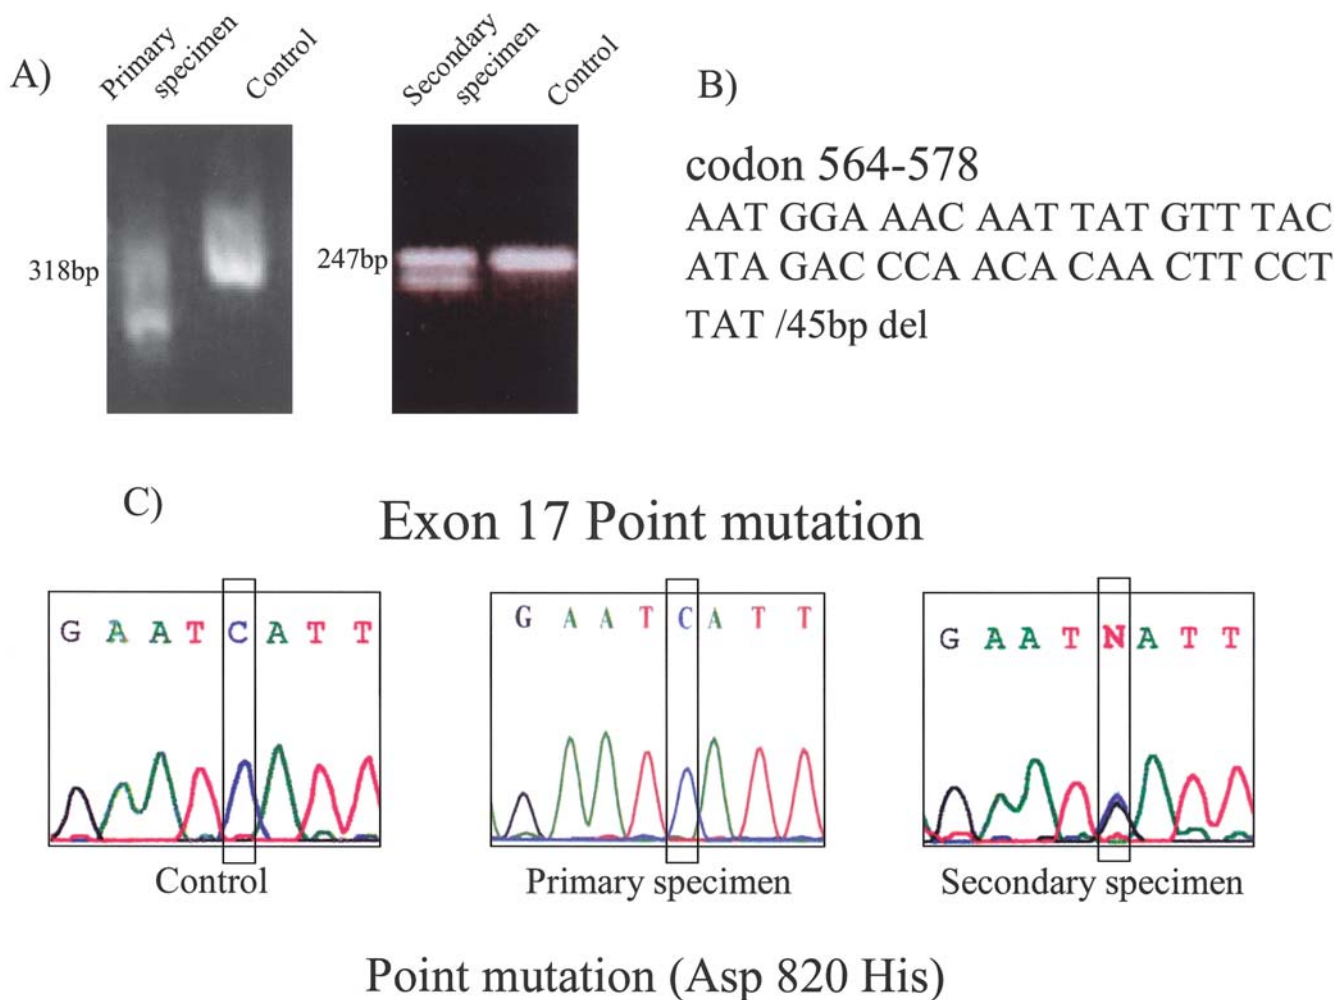 A)
Primary specimen
Control
Secondary specimen
Control
318bp
247bp
B)
codon 564-578
AAT GGA AAC AAT TAT GTT TAC
ATA GAC CCA ACA CAA CTT CCT
TAT /45bp del
C)
Exon 17 Point mutation
G A A T C A T T
G A A T C A T T
G A A T N A T T
Control
Primary specimen
Secondary specimen
Point mutation (Asp 820 His)